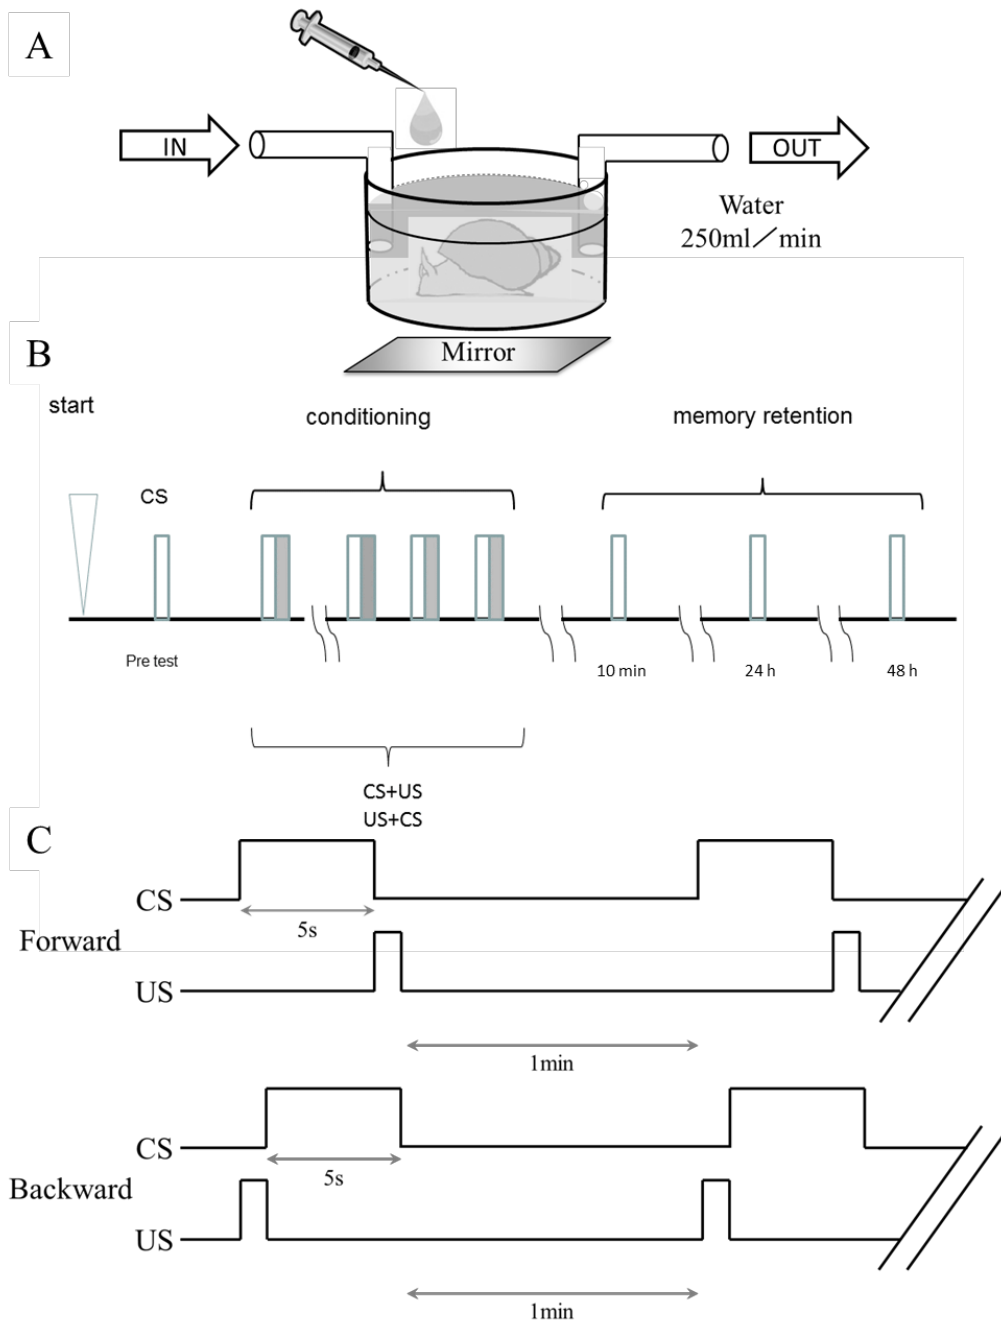 A
IN
OUT
Water
250ml／min
Mirror
B
start
conditioning
memory retention
CS
Pre test
10 min
24 h
48 h
CS+US
US+CS
C
CS
5s
Forward
US
1min
CS
5s
Backward
US
1min